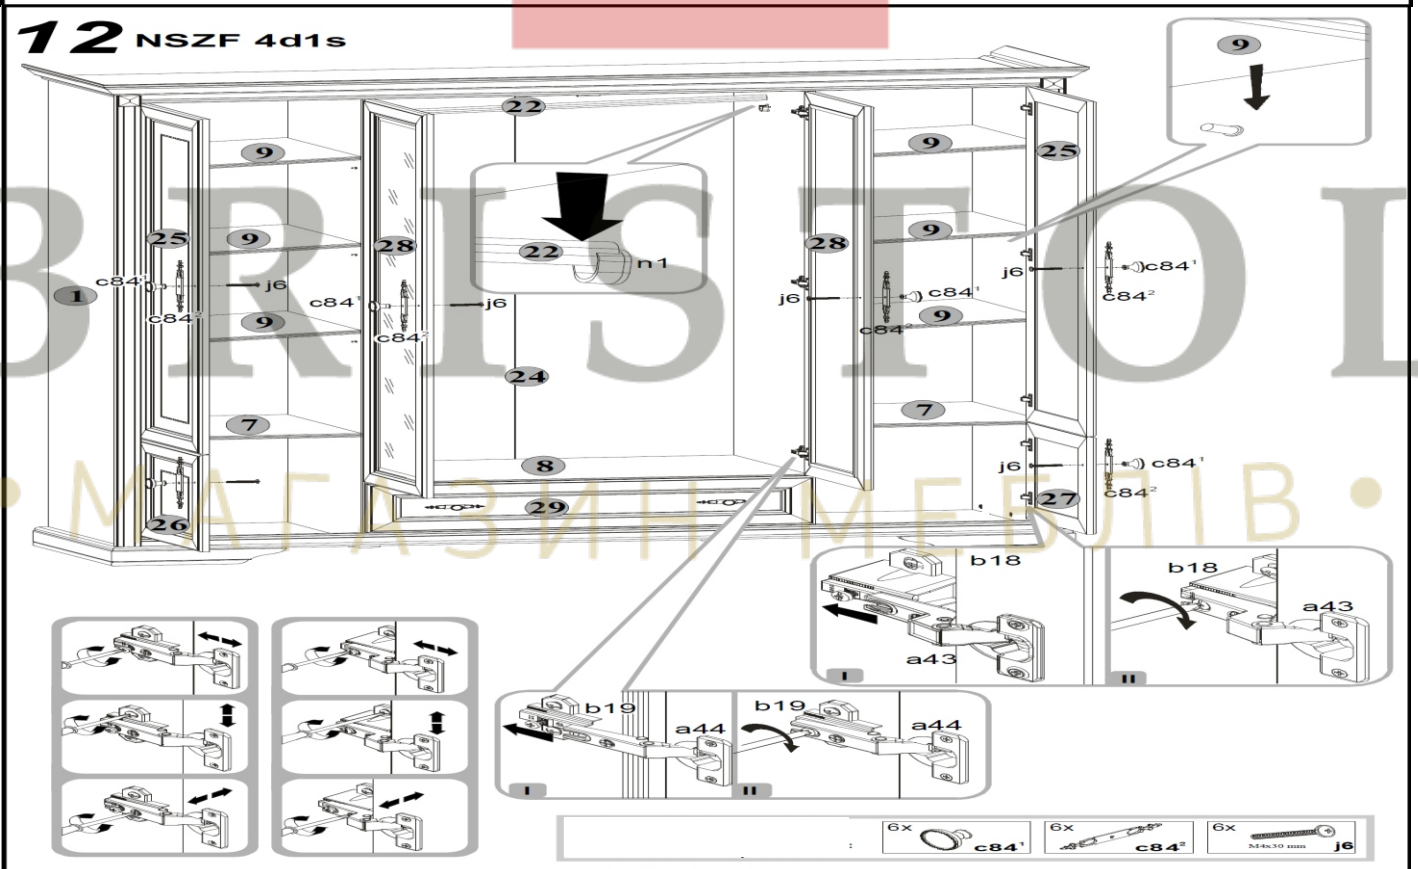 12 NSZF 4d1s
9
22
9
9
25
25
9
9
22
n1
28
28
1
c84¹
j6
c84²
9
c84¹
j6
c84²
j6
c84¹
c84²
9
j6
c84¹
c84²
24
7
7
8
j6
c84¹
c84²
26
29
27
BRISTOL
• МАГАЗИН МЕБЛІВ •
b18
a43
I
b18
a43
II
b19
a44
I
b19
a44
II
6x
c84¹
6x
c84²
6x
M4x30 mm
j6